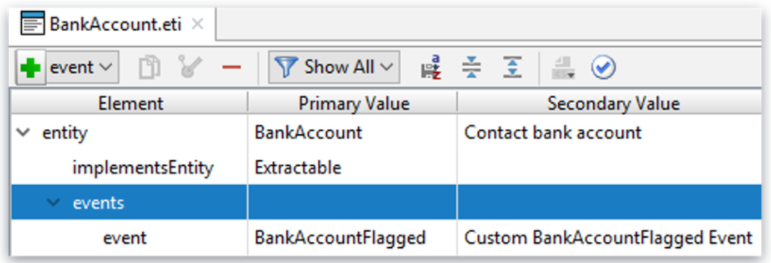 BankAccount.eti
event Show All
Element Primary Value Secondary Value
entity BankAccount Contact bank account
implementsEntity Extractable
events
event BankAccountFlagged Custom BankAccountFlagged Event